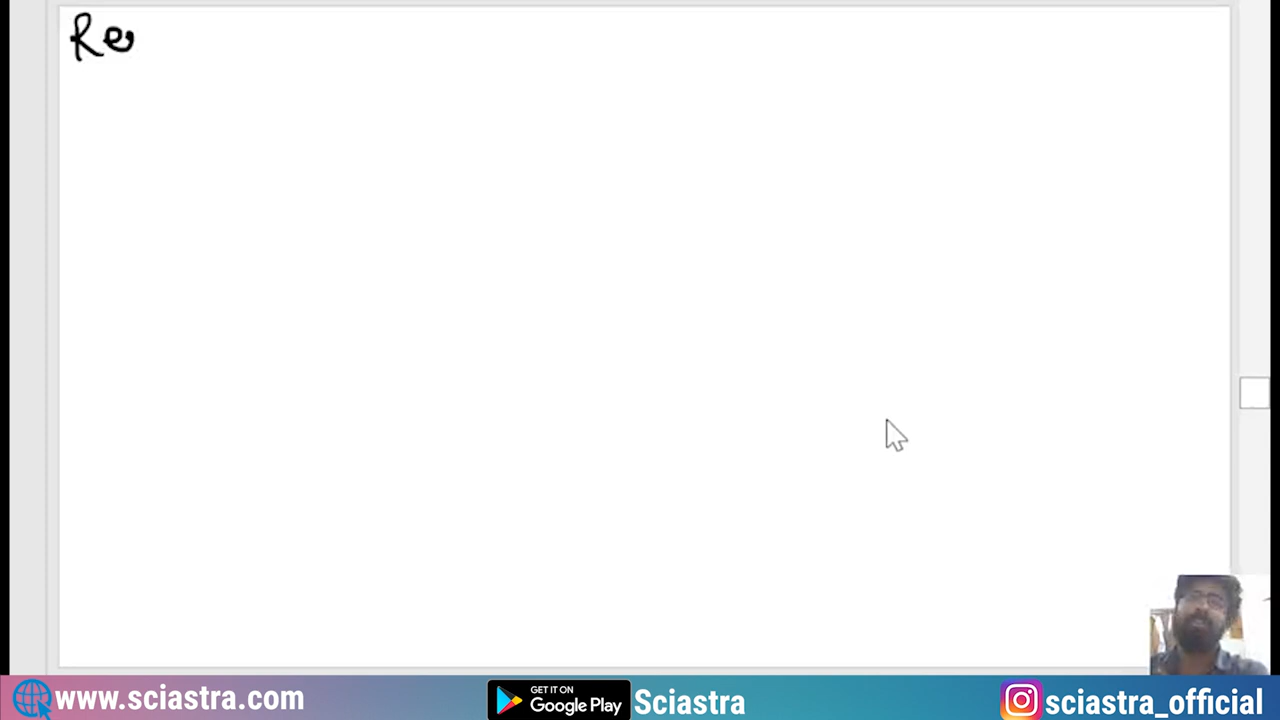 Re
www.sciastra.com
GET IT ON
Google Play
Sciastra
sciastra_official